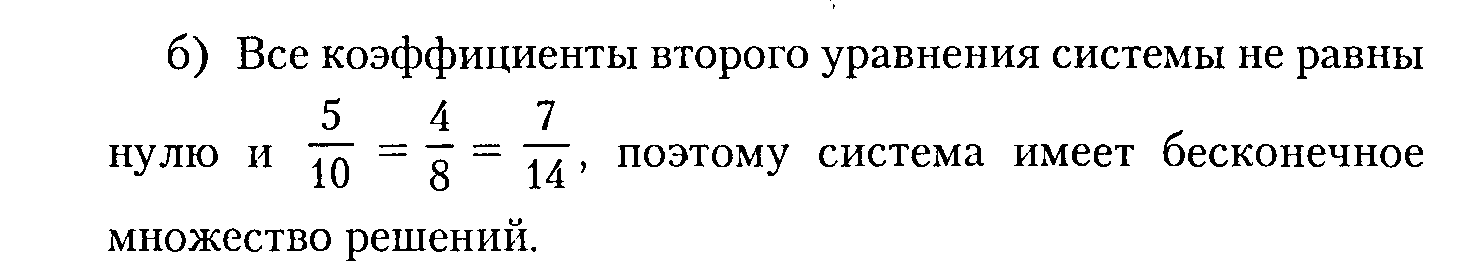 б) Все коэффициенты второго уравнения системы не равны
нулю и 5/10 = 4/8 = 7/14, поэтому система имеет бесконечное
множество решений.